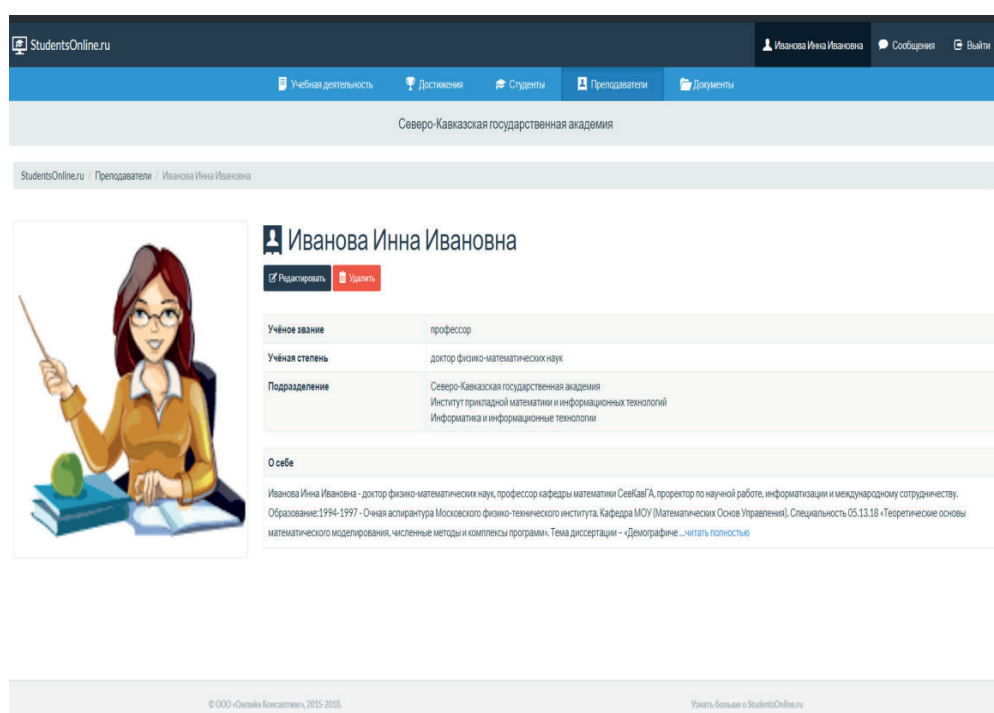 StudentsOnline.ru
Иванова Инна Ивановна Сообщения Выйти
Учебная деятельность Достижения Студенты Преподаватели Документы
Северо-Кавказская государственная академия
StudentsOnline.ru / Преподаватели / Иванова Инна Ивановна
Иванова Инна Ивановна
Редактировать Удалить
Учёное звание профессор
Учёная степень доктор физико-математических наук
Подразделение Северо-Кавказская государственная академия
Институт прикладной математики и информационных технологий
Информатика и информационные технологии
О себе
Иванова Инна Ивановна - доктор физико-математических наук, профессор кафедры математики СевКавГА, проректор по научной работе, информатизации и международному сотрудничеству.
Образование:1994-1997 - Очная аспирантура Московского физико-технического института. Кафедра МОУ (Математических Основ Управления). Специальность 05.13.18 «Теоретические основы
математического моделирования, численные методы и комплексы программ». Тема диссертации – «Демографиче ...читать полностью
© ООО «Онлайн Консалтинг», 2015-2018. Узнать больше о StudentsOnline.ru